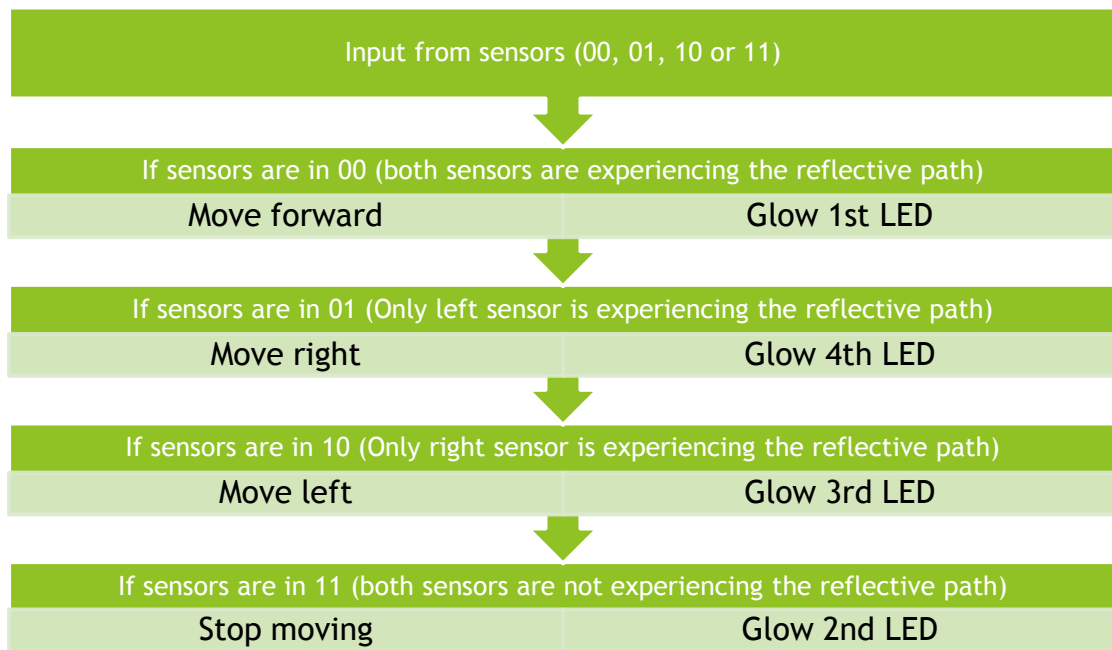 Input from sensors (00, 01, 10 or 11)
If sensors are in 00 (both sensors are experiencing the reflective path)
Move forward
Glow 1st LED
If sensors are in 01 (Only left sensor is experiencing the reflective path)
Move right
Glow 4th LED
If sensors are in 10 (Only right sensor is experiencing the reflective path)
Move left
Glow 3rd LED
If sensors are in 11 (both sensors are not experiencing the reflective path)
Stop moving
Glow 2nd LED